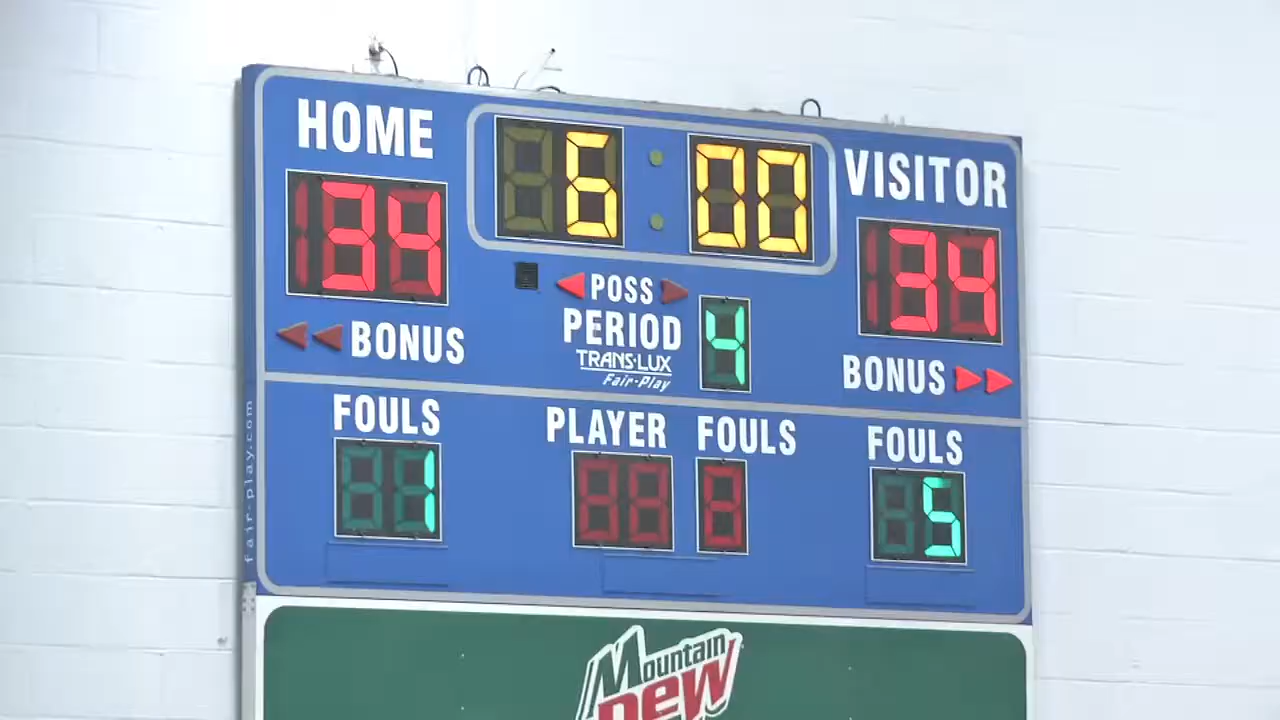 HOME
6:00
VISITOR
34
34
POSS
PERIOD
4
TRANS·LUX
Fair-Play
BONUS
BONUS
FOULS
PLAYER FOULS
FOULS
1
5
fair-play.com
Mountain
Dew